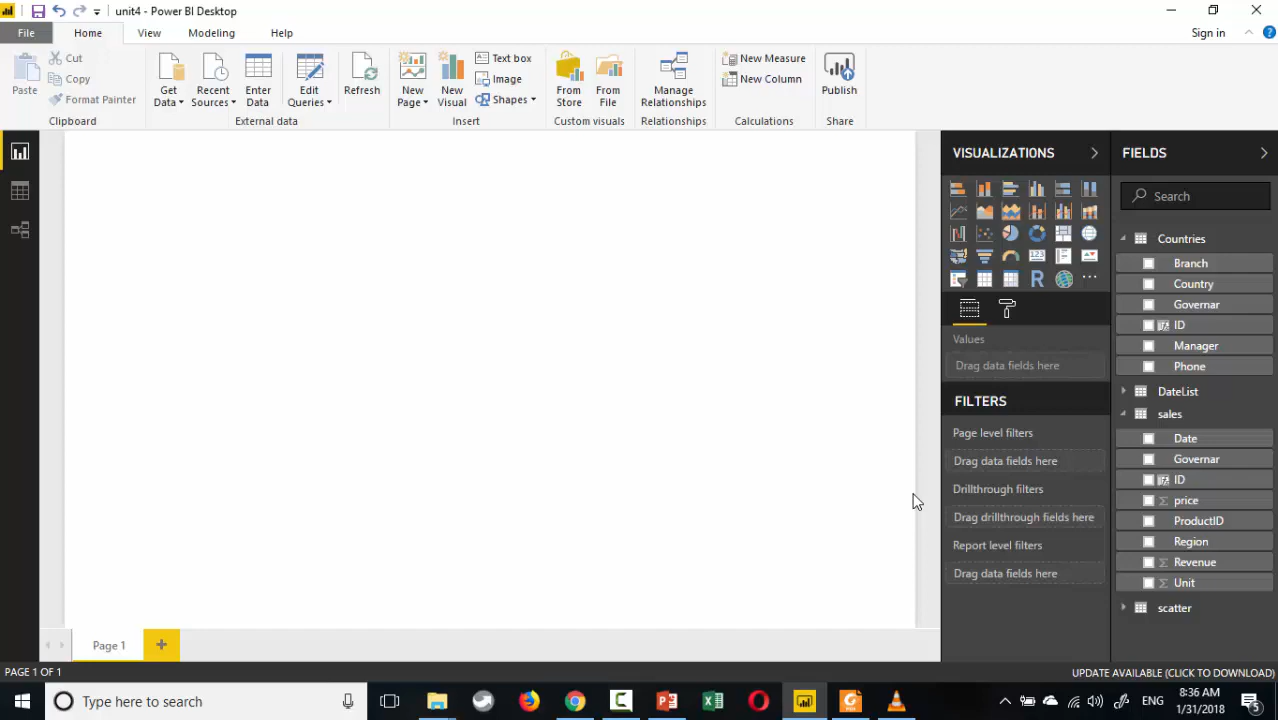 unit4 - Power BI Desktop
File
Home
View
Modeling
Help
Sign in
Paste
Cut
Copy
Format Painter
Clipboard
Get
Data
Recent
Sources
Enter
Data
Edit
Queries
Refresh
External data
New
Page
New
Visual
Text box
Image
Shapes
Insert
From
Store
From
File
Custom visuals
Manage
Relationships
Relationships
New Measure
New Column
Calculations
Publish
Share
VISUALIZATIONS
123
R
Values
Drag data fields here
FILTERS
Page level filters
Drag data fields here
Drillthrough filters
Drag drillthrough fields here
Report level filters
Drag data fields here
FIELDS
Search
Countries
Branch
Country
Governar
ID
Manager
Phone
DateList
sales
Date
Governar
ID
Σ price
ProductID
Region
Σ Revenue
Σ Unit
scatter
Page 1
PAGE 1 OF 1
UPDATE AVAILABLE (CLICK TO DOWNLOAD)
Type here to search
ENG
8:36 AM
1/31/2018
5